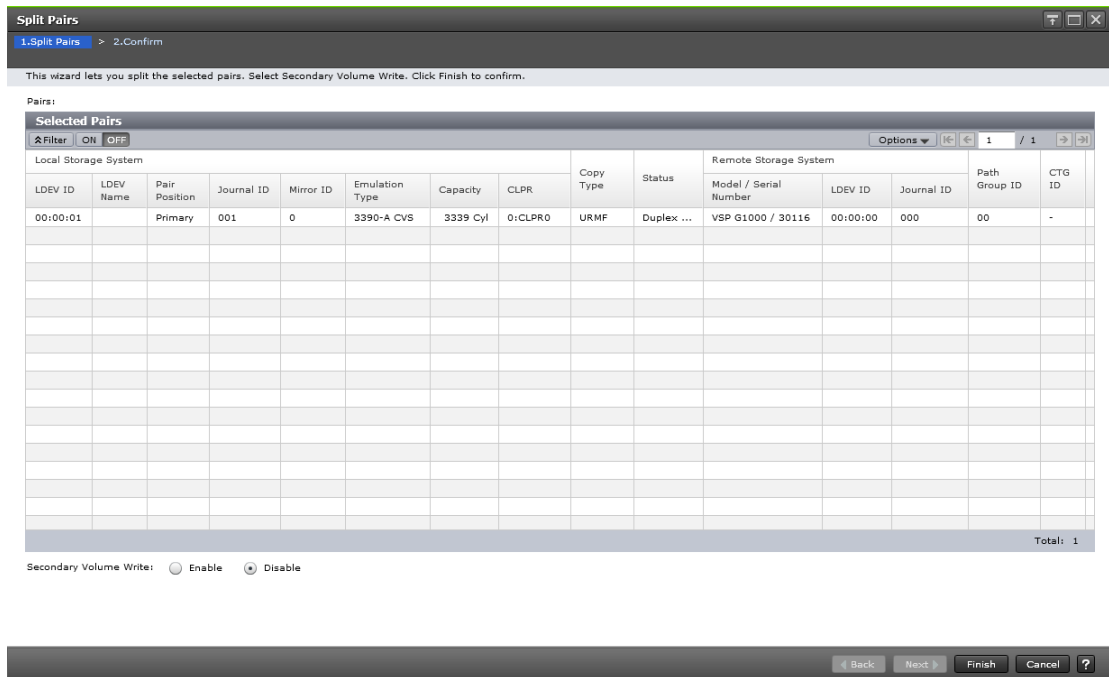 Split Pairs
1.Split Pairs > 2.Confirm
This wizard lets you split the selected pairs. Select Secondary Volume Write. Click Finish to confirm.
Pairs:
Selected Pairs
Filter ON OFF Options 1 / 1
Local Storage System Copy Type Status Remote Storage System Path Group ID CTG ID
LDEV ID LDEV Name Pair Position Journal ID Mirror ID Emulation Type Capacity CLPR Model / Serial Number LDEV ID Journal ID
00:00:01 Primary 001 0 3390-A CVS 3339 Cyl 0:CLPR0 URMF Duplex ... VSP G1000 / 30116 00:00:00 000 00 -
Total: 1
Secondary Volume Write: Enable Disable
Back Next Finish Cancel ?